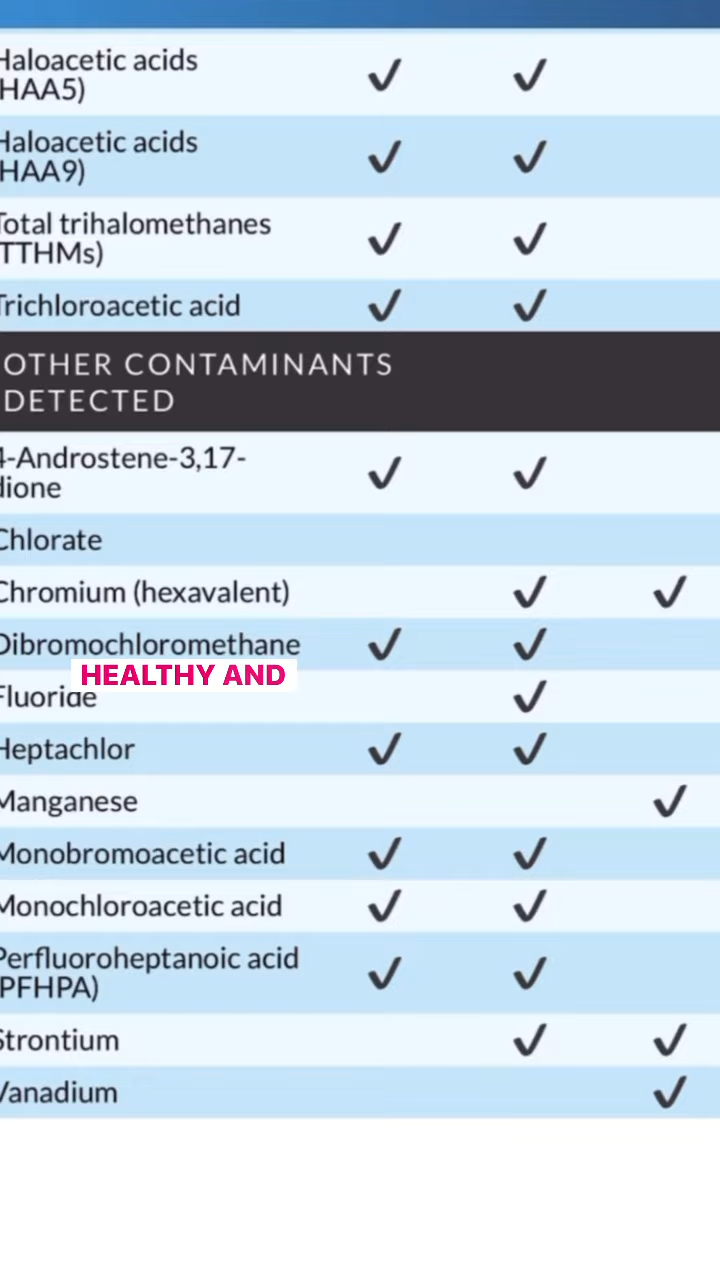 Haloacetic acids ✓ ✓
(HAA5)
Haloacetic acids ✓ ✓
(HAA9)
Total trihalomethanes ✓ ✓
(TTHMs)
Trichloroacetic acid ✓ ✓
OTHER CONTAMINANTS
DETECTED
4-Androstene-3,17- ✓ ✓
dione
Chlorate
Chromium (hexavalent) ✓ ✓
Dibromochloromethane ✓ ✓
HEALTHY AND
Fluoride ✓
Heptachlor ✓ ✓
Manganese ✓
Monobromoacetic acid ✓ ✓
Monochloroacetic acid ✓ ✓
Perfluoroheptanoic acid ✓ ✓
(PFHPA)
Strontium ✓ ✓
Vanadium ✓